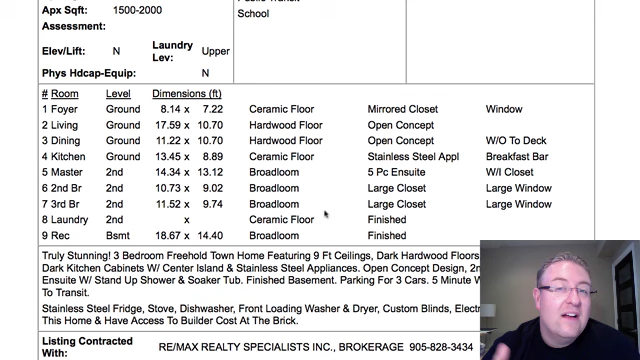 Public Transit
Apx Sqft: 1500-2000
School
Assessment:
Elev/Lift: N Laundry Lev: Upper
Phys Hdcap-Equip: N
# Room Level Dimensions (ft)
1 Foyer Ground 8.14 x 7.22 Ceramic Floor Mirrored Closet Window
2 Living Ground 17.59 x 10.70 Hardwood Floor Open Concept
3 Dining Ground 11.22 x 10.70 Hardwood Floor Open Concept W/O To Deck
4 Kitchen Ground 13.45 x 8.89 Ceramic Floor Stainless Steel Appl Breakfast Bar
5 Master 2nd 14.34 x 13.12 Broadloom 5 Pc Ensuite W/I Closet
6 2nd Br 2nd 10.73 x 9.02 Broadloom Large Closet Large Window
7 3rd Br 2nd 11.52 x 9.74 Broadloom Large Closet Large Window
8 Laundry 2nd x Ceramic Floor Finished
9 Rec Bsmt 18.67 x 14.40 Broadloom Finished
Truly Stunning! 3 Bedroom Freehold Town Home Featuring 9 Ft Ceilings, Dark Hardwood Floors
Dark Kitchen Cabinets W/ Center Island & Stainless Steel Appliances. Open Concept Design, 2n
Ensuite W/ Stand Up Shower & Soaker Tub. Finished Basement. Parking For 3 Cars. 5 Minute W
To Transit.
Stainless Steel Fridge, Stove, Dishwasher, Front Loading Washer & Dryer, Custom Blinds, Elect
This Home & Have Access To Builder Cost At The Brick.
Listing Contracted With: RE/MAX REALTY SPECIALISTS INC., BROKERAGE 905-828-3434